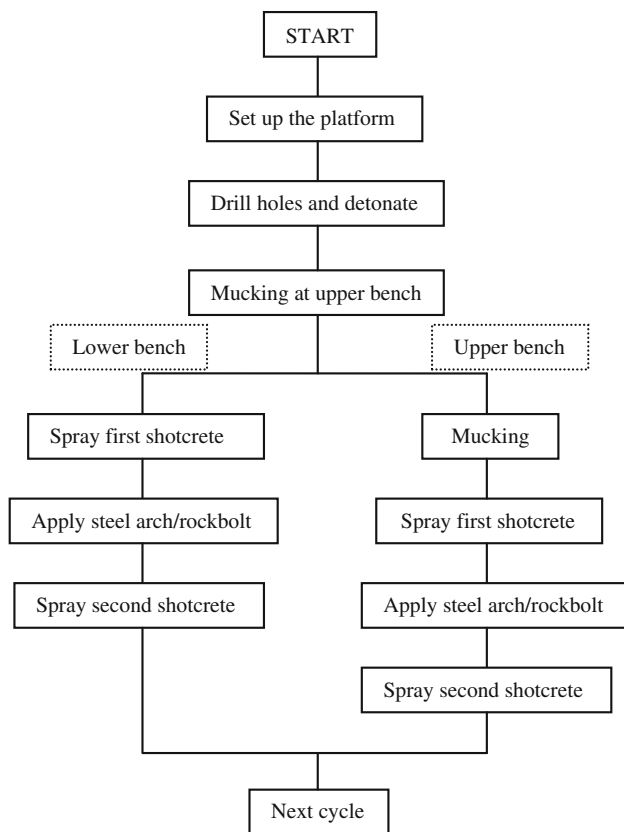 START
Set up the platform
Drill holes and detonate
Mucking at upper bench
Lower bench
Upper bench
Spray first shotcrete
Mucking
Apply steel arch/rockbolt
Spray first shotcrete
Spray second shotcrete
Apply steel arch/rockbolt
Spray second shotcrete
Next cycle